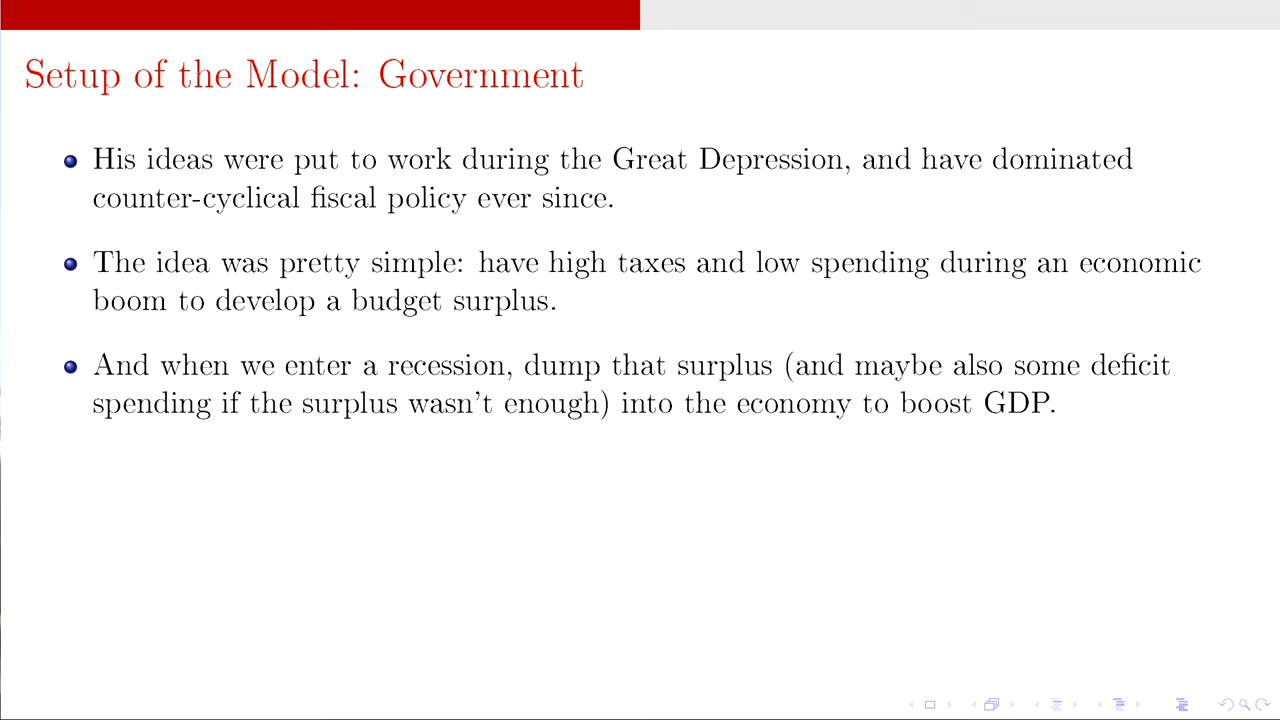 Setup of the Model: Government
His ideas were put to work during the Great Depression, and have dominated
counter-cyclical fiscal policy ever since.
The idea was pretty simple: have high taxes and low spending during an economic
boom to develop a budget surplus.
And when we enter a recession, dump that surplus (and maybe also some deficit
spending if the surplus wasn't enough) into the economy to boost GDP.